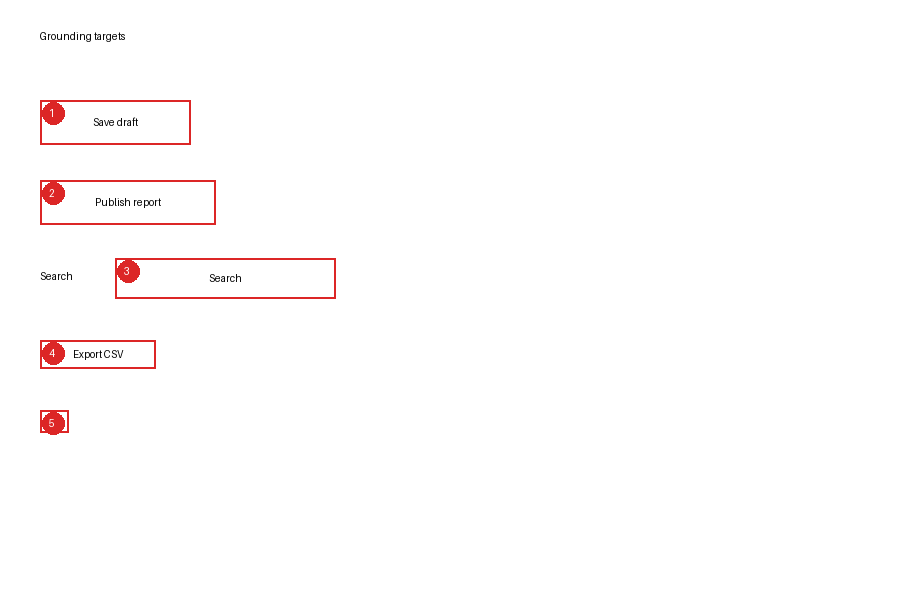 Grounding targets
1 Save draft
2 Publish report
Search 3 Search
4 Export CSV
5